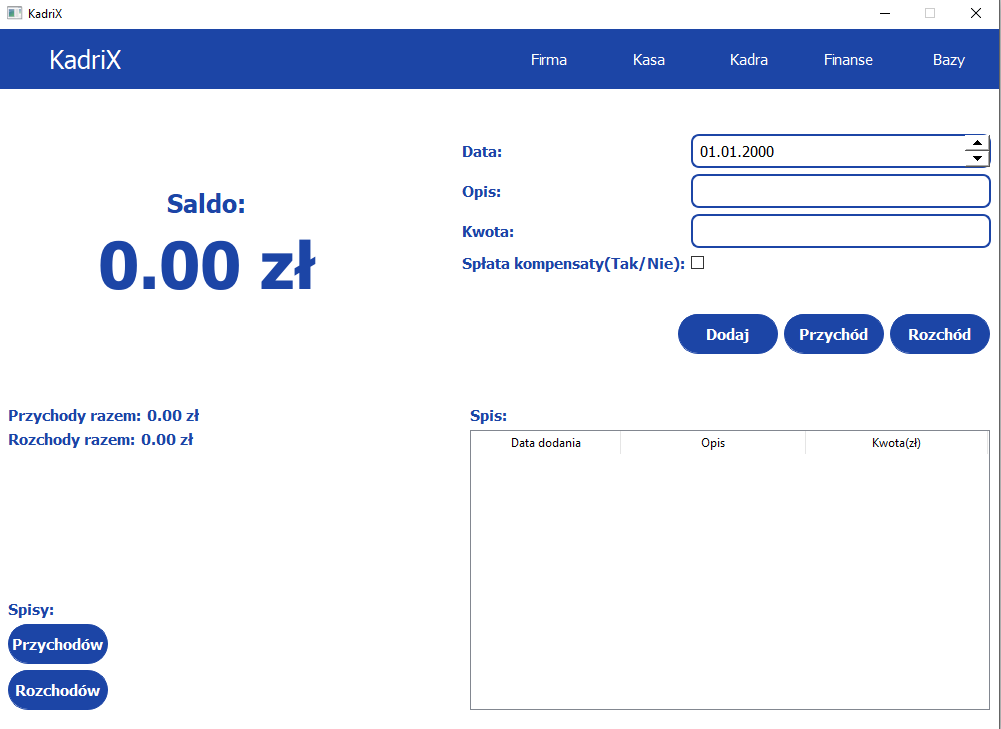 KadriX
KadriX Firma Kasa Kadra Finanse Bazy
Data: 01.01.2000
Opis:
Kwota:
Spłata kompensaty(Tak/Nie):
Saldo:
0.00 zł
Dodaj Przychód Rozchód
Przychody razem: 0.00 zł
Rozchody razem: 0.00 zł
Spis:
Data dodania Opis Kwota(zł)
Spisy:
Przychodów
Rozchodów